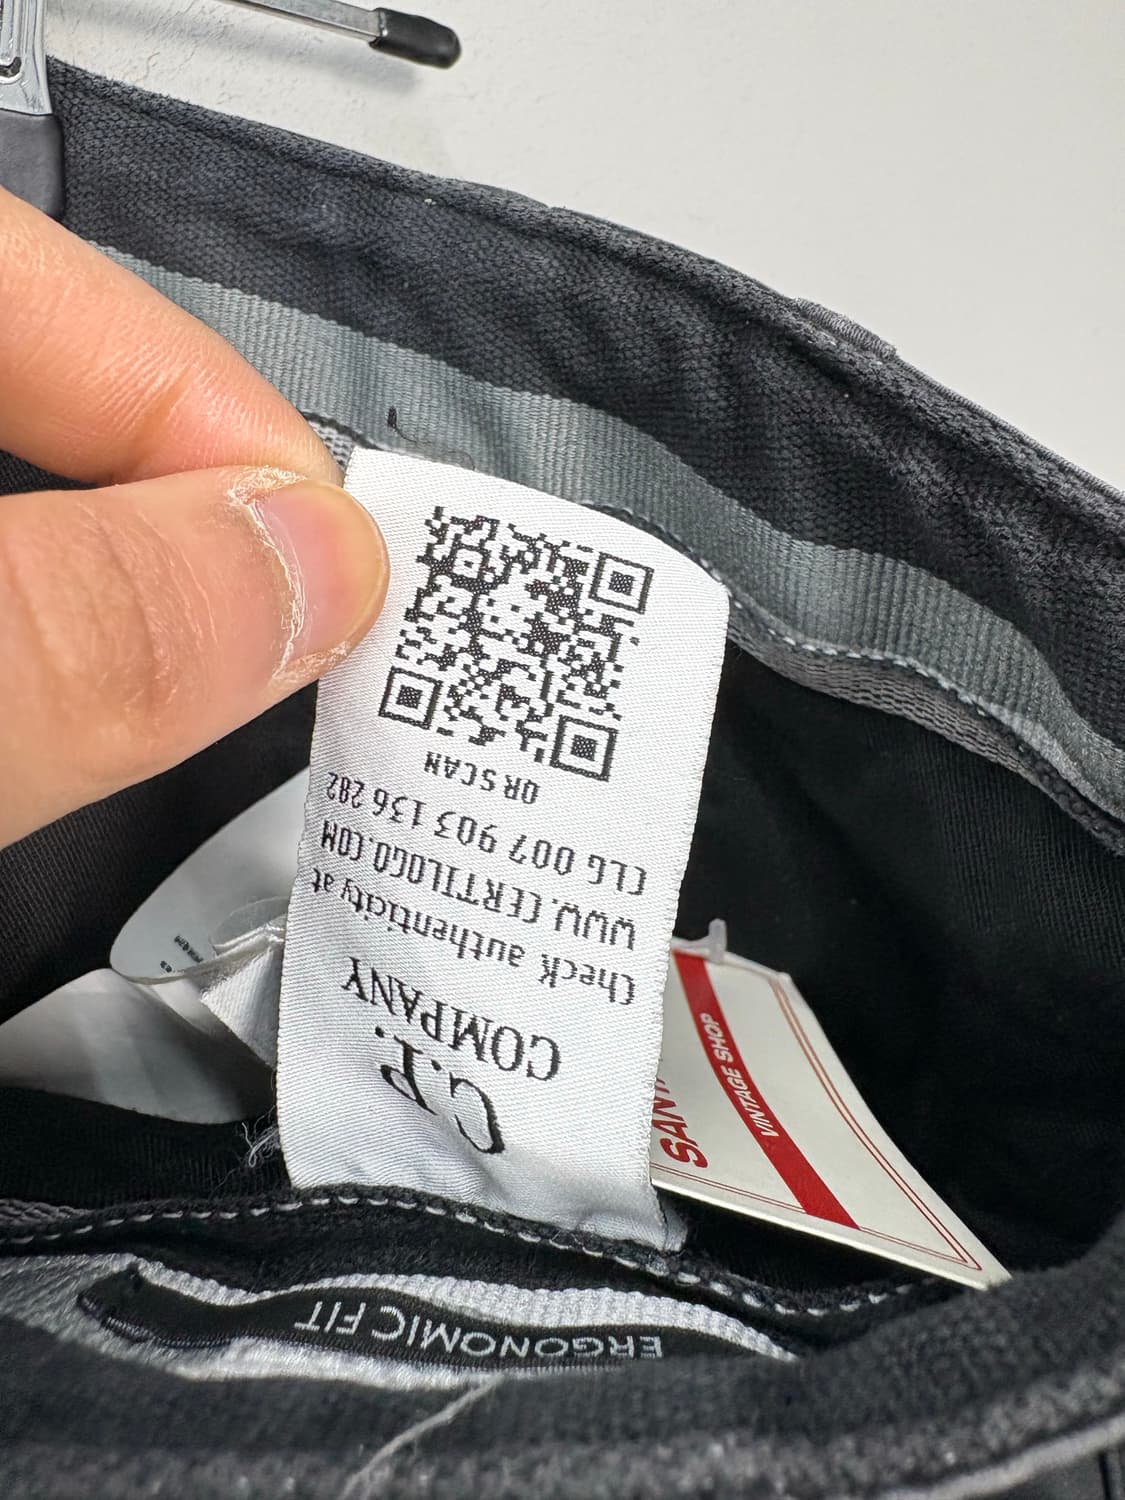 C.P.
COMPANY
Check authenticity at
WWW.CERTILOGO.COM
CLG 007 903 136 282
OR SCAN
ERGONOMIC FIT
VINTAGE SHOP